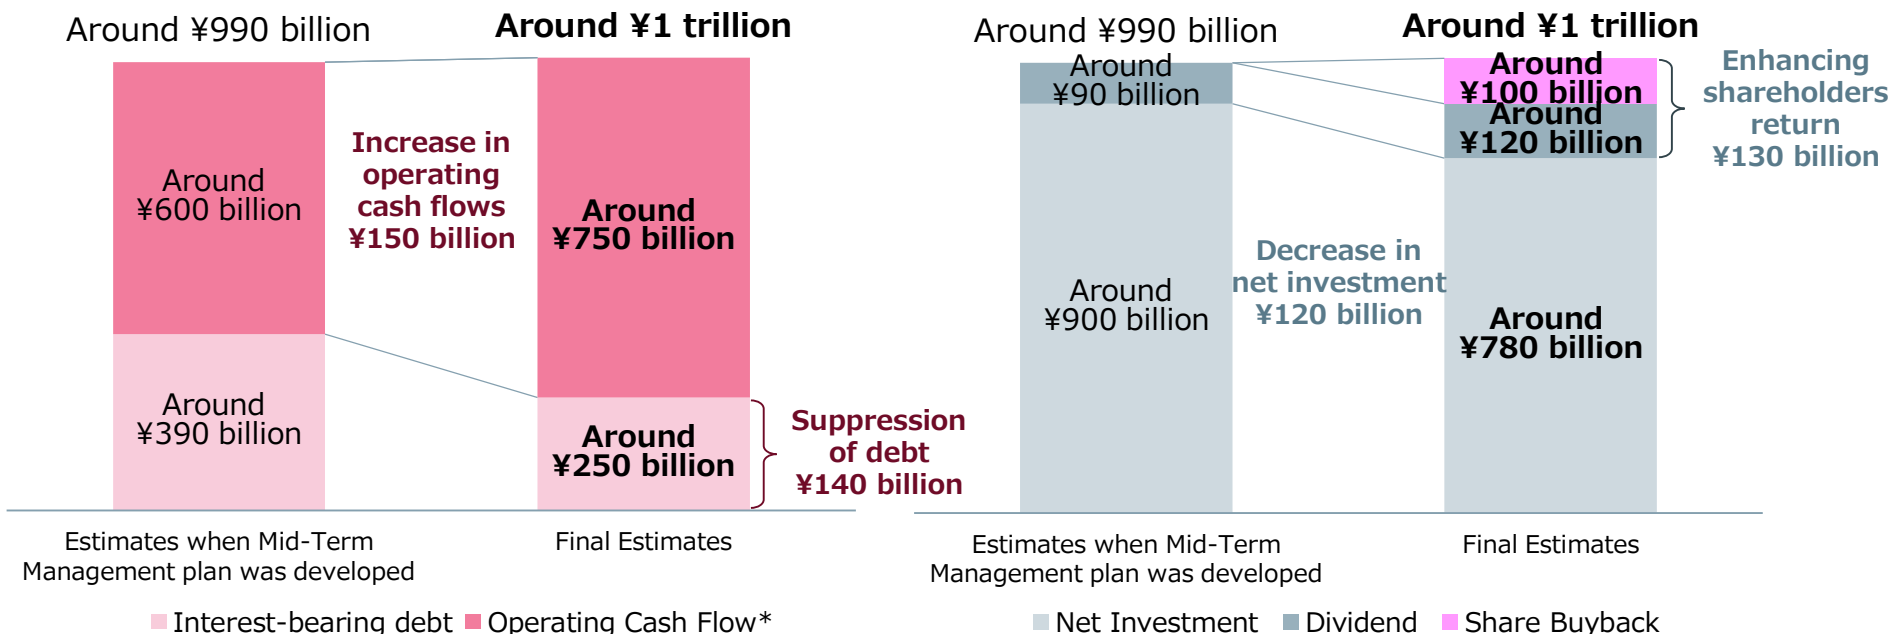 Around ¥990 billion
Around ¥1 trillion
Around
¥600 billion
Increase in
operating
cash flows
¥150 billion
Around
¥750 billion
Around
¥390 billion
Around
¥250 billion
Suppression
of debt
¥140 billion
Estimates when Mid-Term
Management plan was developed
Final Estimates
Interest-bearing debt
Operating Cash Flow*
Around ¥990 billion
Around ¥1 trillion
Around
¥90 billion
Around
¥100 billion
Around
¥120 billion
Enhancing
shareholders
return
¥130 billion
Around
¥900 billion
Decrease in
net investment
¥120 billion
Around
¥780 billion
Estimates when Mid-Term
Management plan was developed
Final Estimates
Net Investment
Dividend
Share Buyback